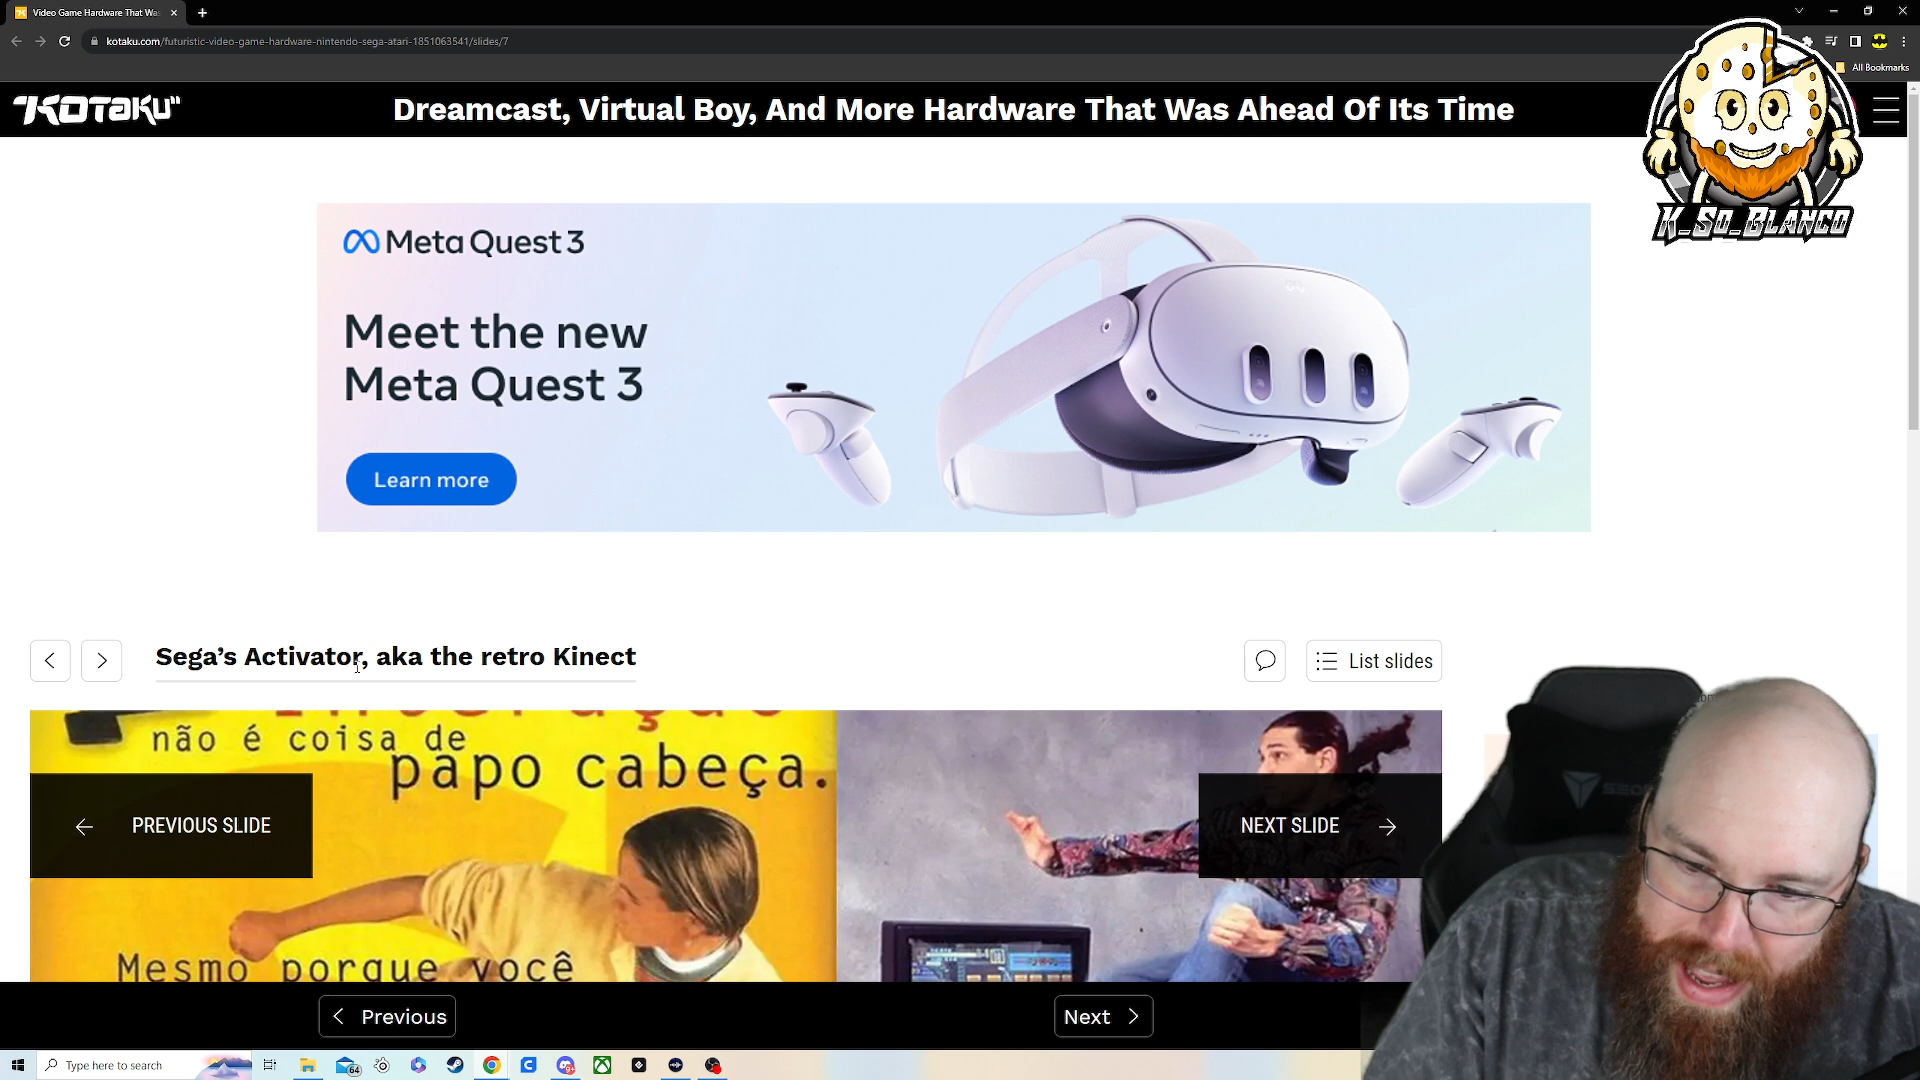 Video Game Hardware That Wa
kotaku.com/futuristic-video-game-hardware-nintendo-sega-atari-1851063541/slides/7
All Bookmarks
KOTAKU
Dreamcast, Virtual Boy, And More Hardware That Was Ahead Of Its Time
K_So_Blanco
Meta Quest 3
Meet the new
Meta Quest 3
Learn more
Sega's Activator, aka the retro Kinect
List slides
não é coisa de
papo cabeça.
PREVIOUS SLIDE
NEXT SLIDE
Mesmo porque você
Previous
Next
Type here to search
64